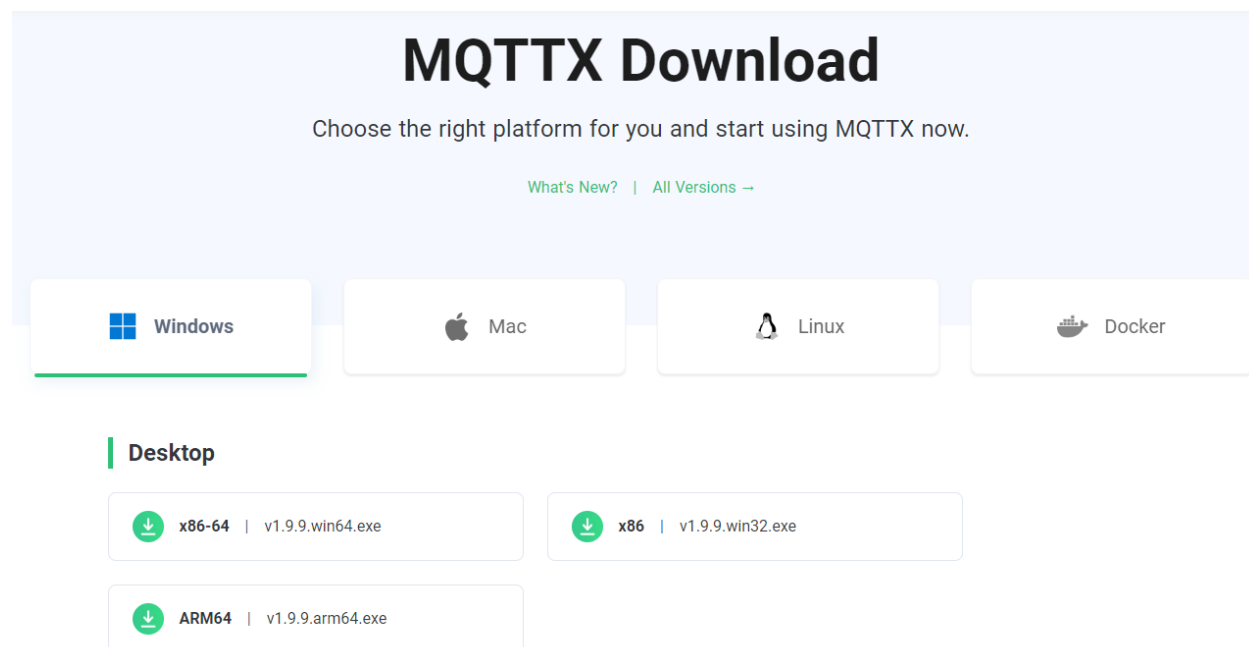 MQTTX Download
Choose the right platform for you and start using MQTTX now.
What's New? | All Versions →
Windows Mac Linux Docker
Desktop
x86-64 | v1.9.9.win64.exe x86 | v1.9.9.win32.exe
ARM64 | v1.9.9.arm64.exe